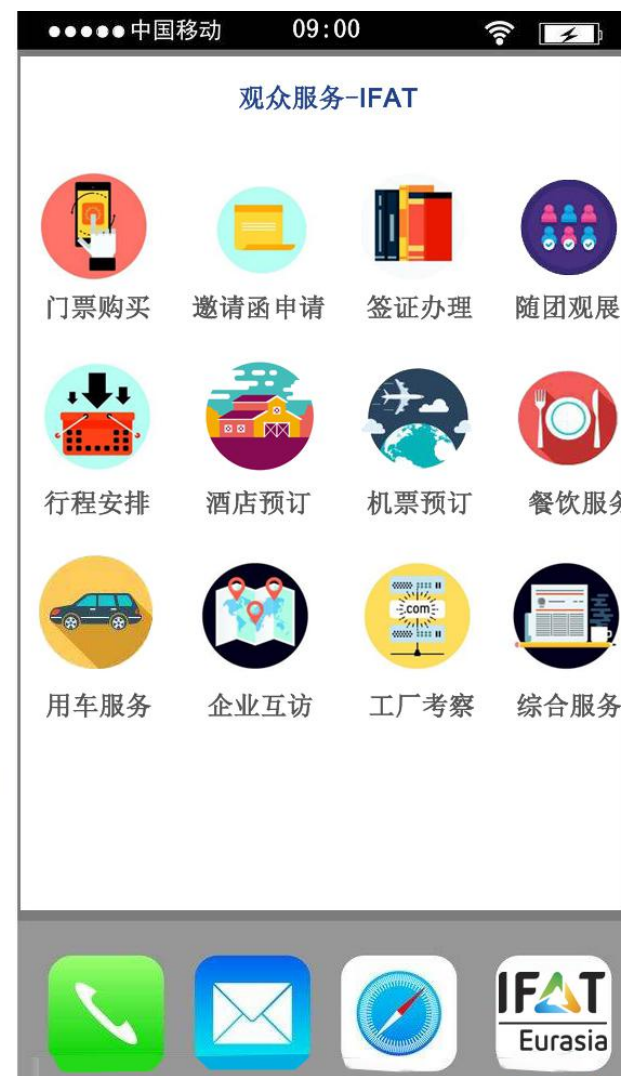 中国移动 09:00
观众服务-IFAT
门票购买 邀请函申请 签证办理 随团观展
行程安排 酒店预订 机票预订 餐饮服务
.com
用车服务 企业互访 工厂考察 综合服务
IFAT
Eurasia